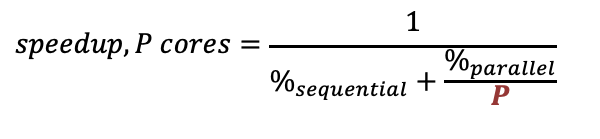 speedup, P cores = 1 / (%sequential + %parallel / P)